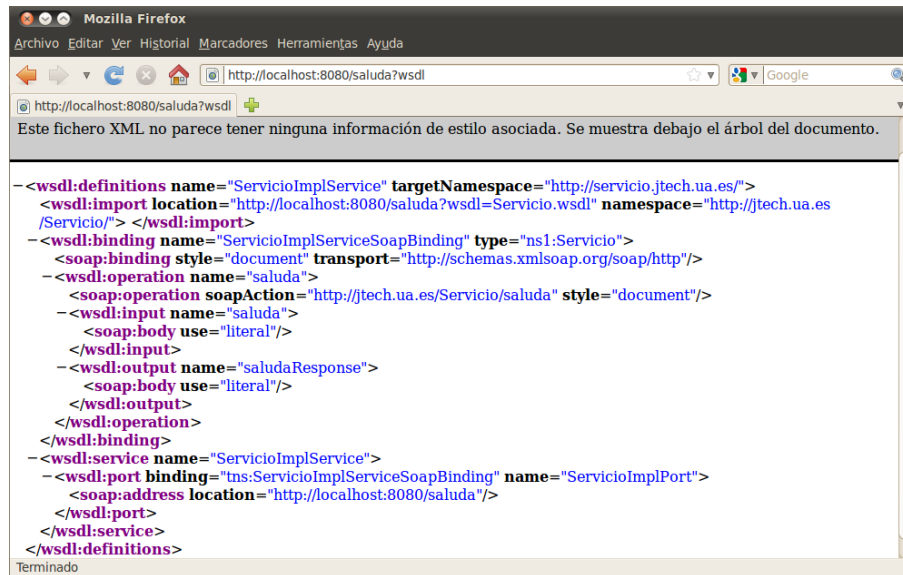 Mozilla Firefox
Archivo Editar Ver Historial Marcadores Herramientas Ayuda
http://localhost:8080/saluda?wsdl Google
http://localhost:8080/saluda?wsdl
Este fichero XML no parece tener ninguna información de estilo asociada. Se muestra debajo el árbol del documento.
−<wsdl:definitions name="ServicioImplService" targetNamespace="http://servicio.jtech.ua.es/">
<wsdl:import location="http://localhost:8080/saluda?wsdl=Servicio.wsdl" namespace="http://jtech.ua.es
/Servicio/"> </wsdl:import>
−<wsdl:binding name="ServicioImplServiceSoapBinding" type="ns1:Servicio">
<soap:binding style="document" transport="http://schemas.xmlsoap.org/soap/http"/>
−<wsdl:operation name="saluda">
<soap:operation soapAction="http://jtech.ua.es/Servicio/saluda" style="document"/>
−<wsdl:input name="saluda">
<soap:body use="literal"/>
</wsdl:input>
−<wsdl:output name="saludaResponse">
<soap:body use="literal"/>
</wsdl:output>
</wsdl:operation>
</wsdl:binding>
−<wsdl:service name="ServicioImplService">
−<wsdl:port binding="tns:ServicioImplServiceSoapBinding" name="ServicioImplPort">
<soap:address location="http://localhost:8080/saluda"/>
</wsdl:port>
</wsdl:service>
</wsdl:definitions>
Terminado